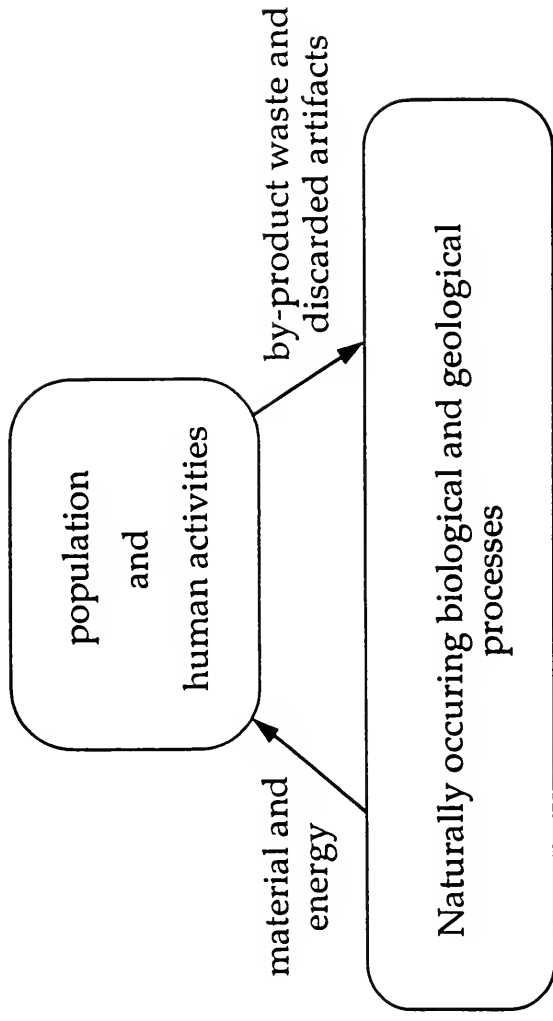 population
and
human activities
material and
energy
by-product waste and
discarded artifacts
Naturally occuring biological and geological
processes